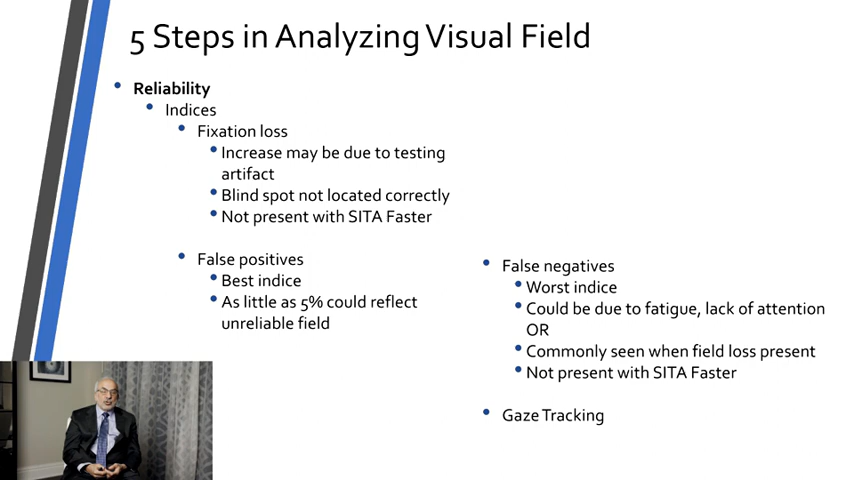 5 Steps in Analyzing Visual Field
Reliability
Indices
Fixation loss
Increase may be due to testing
artifact
Blind spot not located correctly
Not present with SITA Faster
False positives
Best indice
As little as 5% could reflect
unreliable field
False negatives
Worst indice
Could be due to fatigue, lack of attention
OR
Commonly seen when field loss present
Not present with SITA Faster
Gaze Tracking